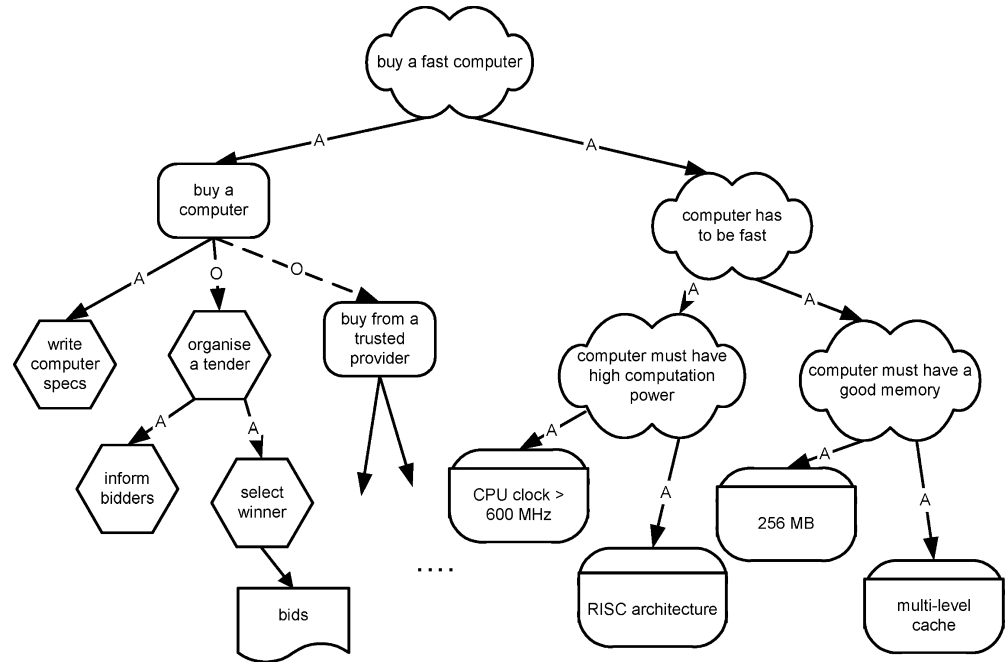 buy a fast computer
A
A
buy a
computer
computer has
to be fast
A
O
O
A
A
write
computer
specs
organise
a tender
buy from a
trusted
provider
computer must have
high computation
power
computer must have a
good memory
A
A
A
A
inform
bidders
select
winner
CPU clock >
600 MHz
A
256 MB
A
....
bids
RISC architecture
multi-level
cache